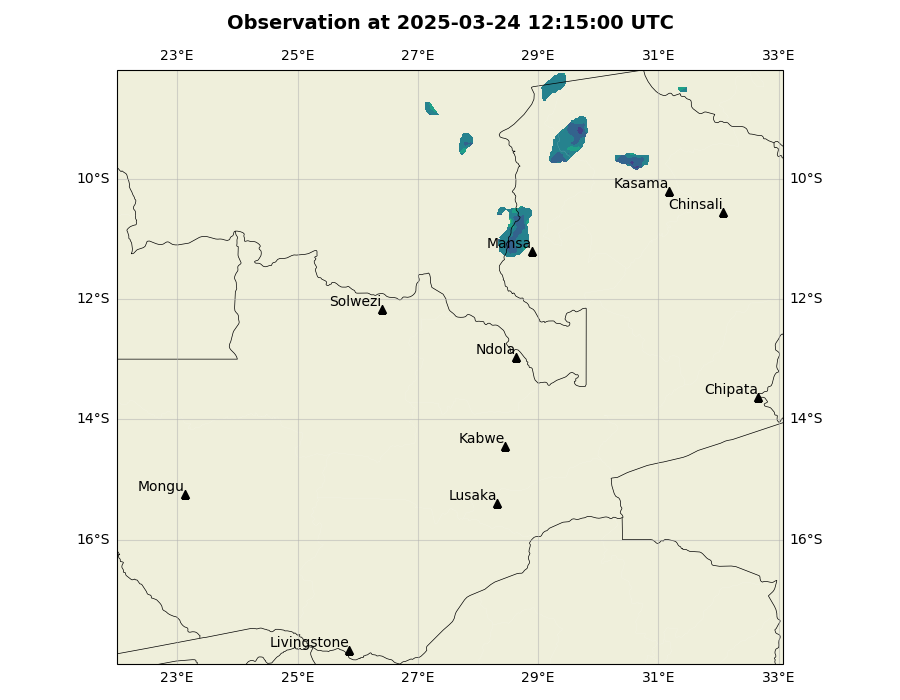 Observation at 2025-03-24 12:15:00 UTC
23°E 25°E 27°E 29°E 31°E 33°E
10°S 10°S
Kasama
Chinsali
Mansa
12°S 12°S
Solwezi
Ndola
Chipata
14°S 14°S
Kabwe
Mongu
Lusaka
16°S 16°S
Livingstone
23°E 25°E 27°E 29°E 31°E 33°E